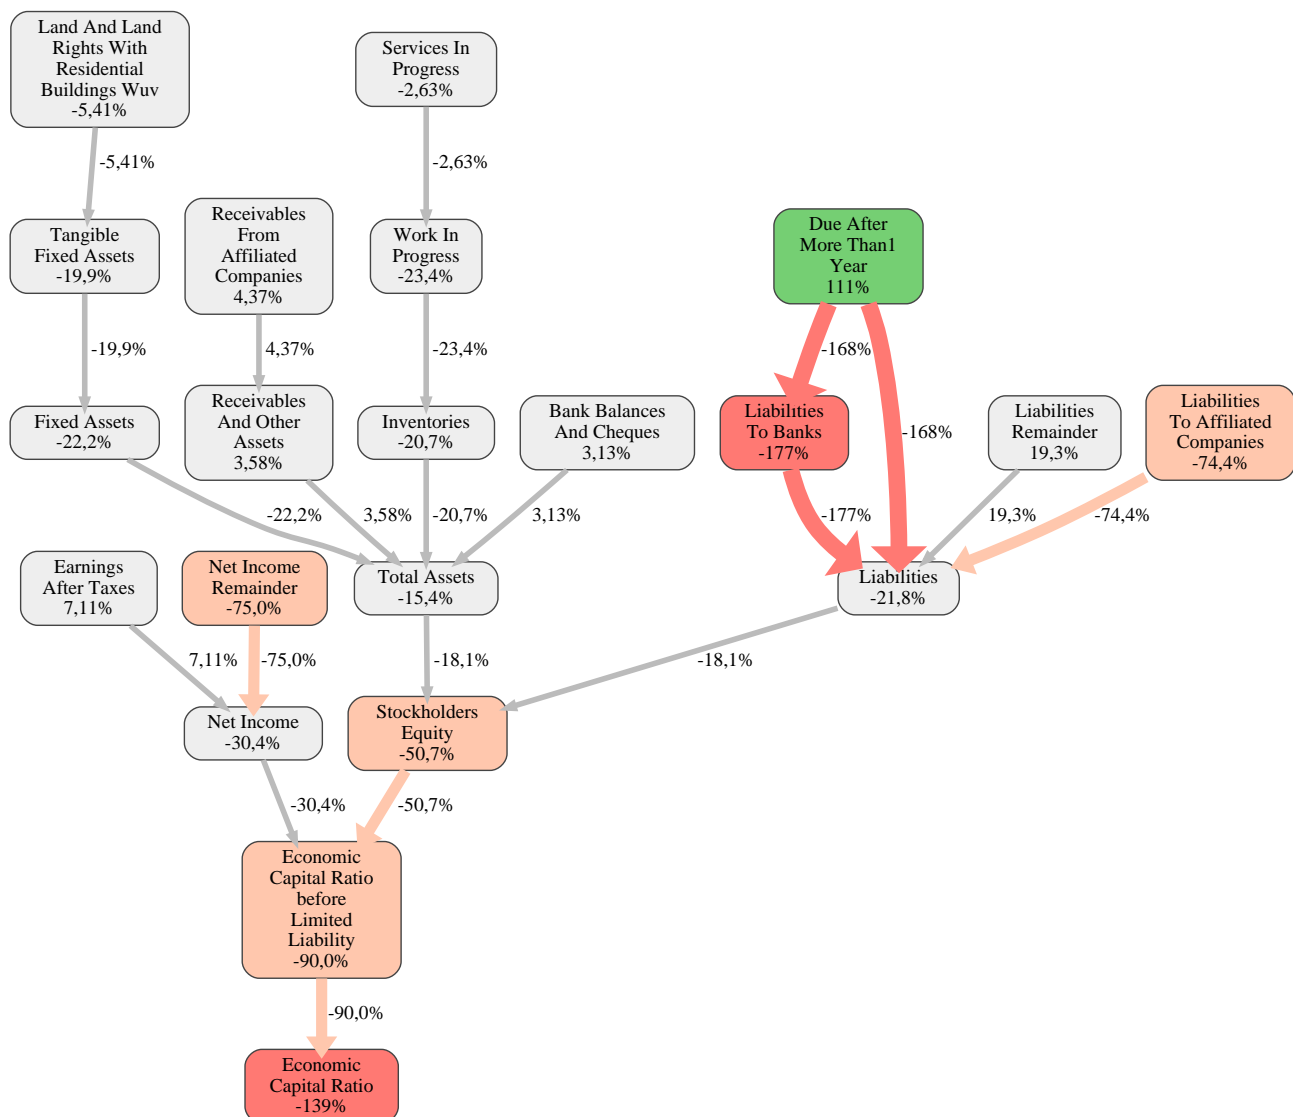 Land And Land
Rights With
Residential
Buildings Wuv
-5,41%
Services In
Progress
-2,63%
-5,41%
-2,63%
Tangible
Fixed Assets
-19,9%
Receivables
From
Affiliated
Companies
4,37%
Work In
Progress
-23,4%
Due After
More Than1
Year
111%
-19,9%
4,37%
-23,4%
-168%
-168%
Fixed Assets
-22,2%
Receivables
And Other
Assets
3,58%
Inventories
-20,7%
Bank Balances
And Cheques
3,13%
Liabilities
To Banks
-177%
Liabilities
Remainder
19,3%
Liabilities
To Affiliated
Companies
-74,4%
-22,2%
3,58%
-20,7%
3,13%
-177%
19,3%
-74,4%
Earnings
After Taxes
7,11%
Net Income
Remainder
-75,0%
Total Assets
-15,4%
Liabilities
-21,8%
7,11%
-75,0%
-18,1%
-18,1%
Net Income
-30,4%
Stockholders
Equity
-50,7%
-30,4%
-50,7%
Economic
Capital Ratio
before
Limited
Liability
-90,0%
-90,0%
Economic
Capital Ratio
-139%